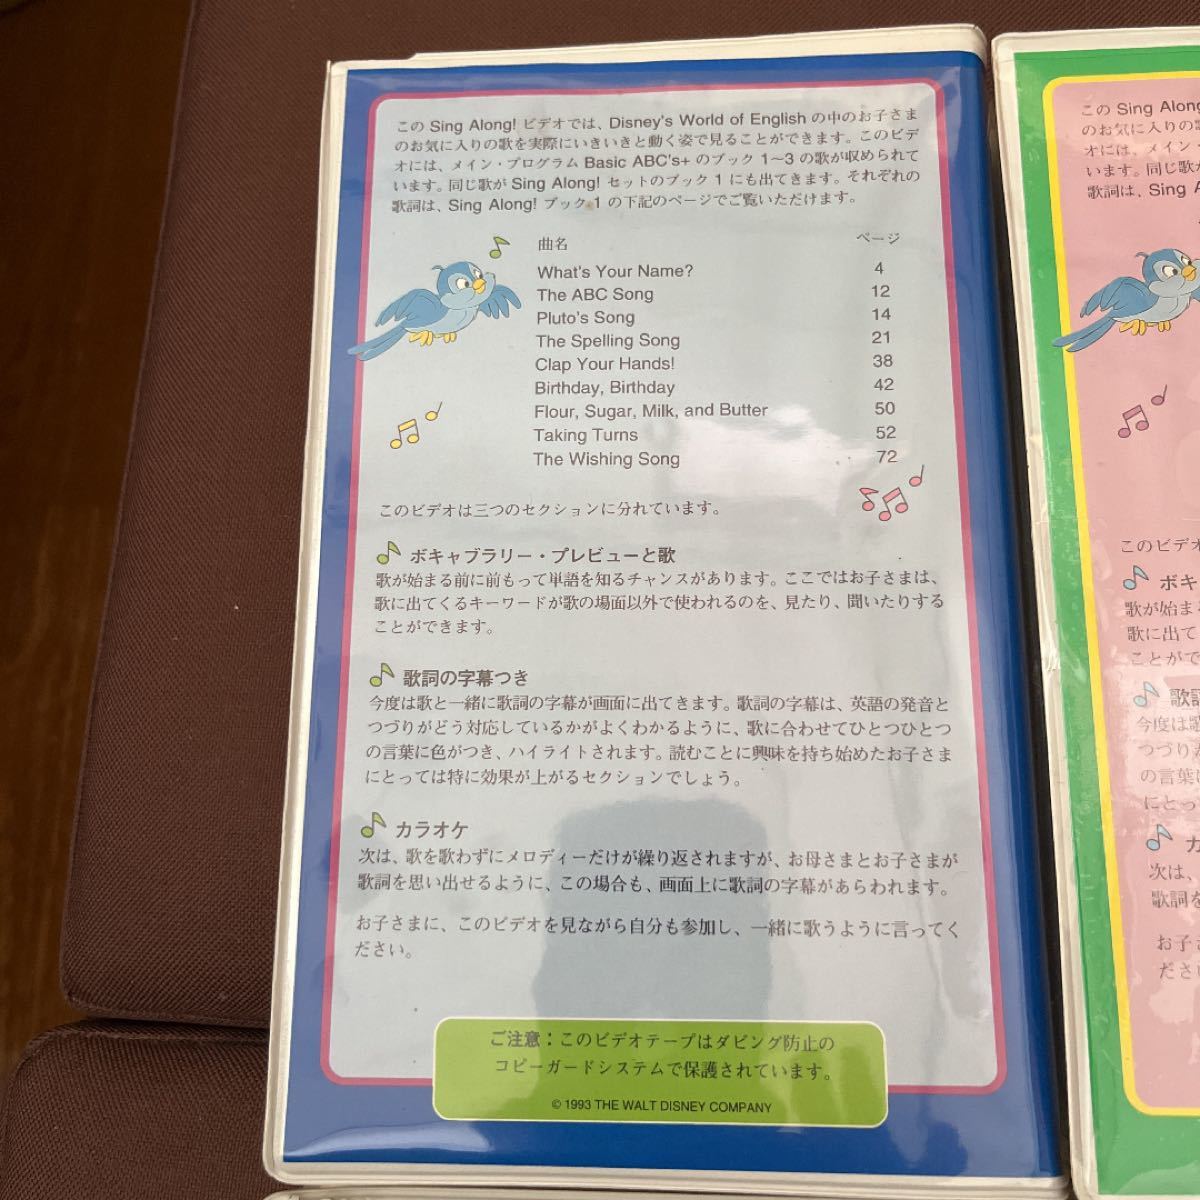 この Sing Along! ビデオでは、Disney's World of English の中のお子さま
のお気に入りの歌を実際にいきいきと動く姿で見ることができます。このビデ
オには、メイン・プログラム Basic ABC's+ のブック 1〜3 の歌が収められて
います。同じ歌が Sing Along! セットのブック 1 にも出てきます。それぞれの
歌詞は、Sing Along! ブック 1 の下記のページでご覧いただけます。
曲名 ページ
What's Your Name? 4
The ABC Song 12
Pluto's Song 14
The Spelling Song 21
Clap Your Hands! 38
Birthday, Birthday 42
Flour, Sugar, Milk, and Butter 50
Taking Turns 52
The Wishing Song 72
このビデオは三つのセクションに分れています。
ボキャブラリー・プレビューと歌
歌が始まる前に前もって単語を知るチャンスがあります。ここではお子さまは、
歌に出てくるキーワードが歌の場面以外で使われるのを、見たり、聞いたりする
ことができます。
歌詞の字幕つき
今度は歌と一緒に歌詞の字幕が画面に出てきます。歌詞の字幕は、英語の発音と
つづりがどう対応しているかがよくわかるように、歌に合わせてひとつひとつ
の言葉に色がつき、ハイライトされます。読むことに興味を持ち始めたお子さま
にとっては特に効果が上がるセクションでしょう。
カラオケ
次は、歌を歌わずにメロディーだけが繰り返されますが、お母さまとお子さまが
歌詞を思い出せるように、この場合も、画面上に歌詞の字幕があらわれます。
お子さまに、このビデオを見ながら自分も参加し、一緒に歌うように言ってく
ださい。
ご注意：このビデオテープはダビング防止の
コピーガードシステムで保護されています。
© 1993 THE WALT DISNEY COMPANY
この Sing Along
のお気に入りの歌
オには、メイン・
います。同じ歌が
歌詞は、Sing A
このビデオ
ボキ
歌が始まる
歌に出て
ことがで
歌詞
今度は歌
つづり
の言葉に
にとっ
カ
次は、
歌詞を
お子さ
ださい